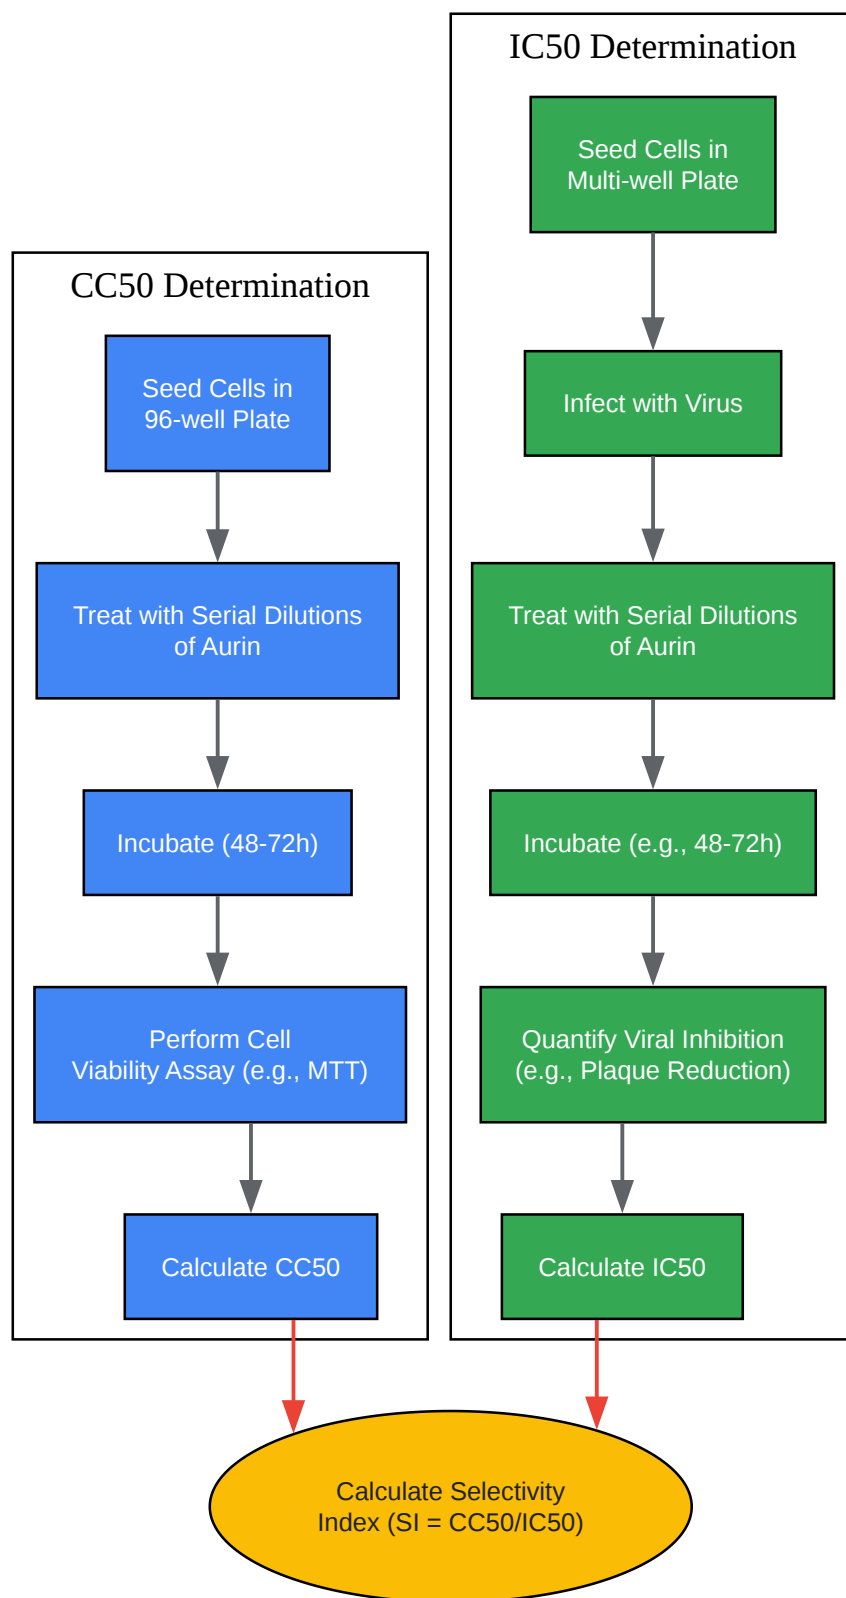 CC50 Determination
Seed Cells in
96-well Plate
Treat with Serial Dilutions
of Aurin
Incubate (48-72h)
Perform Cell
Viability Assay (e.g., MTT)
Calculate CC50
IC50 Determination
Seed Cells in
Multi-well Plate
Infect with Virus
Treat with Serial Dilutions
of Aurin
Incubate (e.g., 48-72h)
Quantify Viral Inhibition
(e.g., Plaque Reduction)
Calculate IC50
Calculate Selectivity
Index (SI = CC50/IC50)